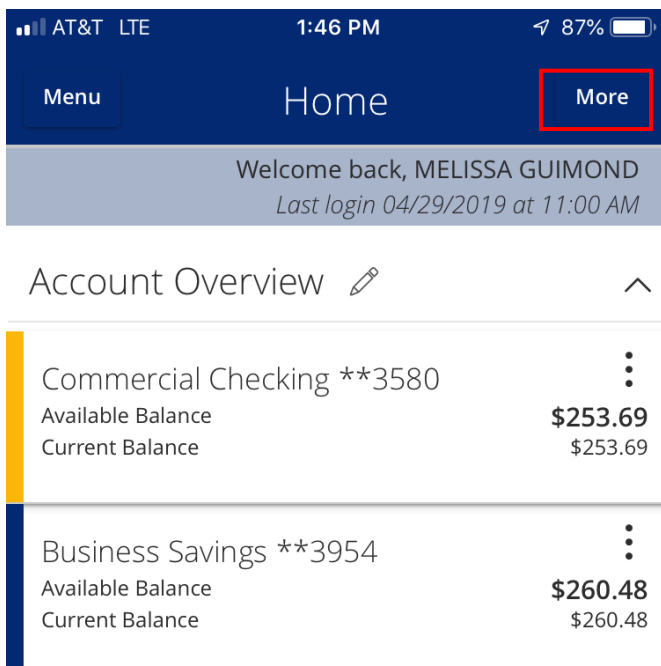 AT&T LTE 1:46 PM 87%
Menu Home More
Welcome back, MELISSA GUIMOND
Last login 04/29/2019 at 11:00 AM
Account Overview
Commercial Checking **3580
Available Balance $253.69
Current Balance $253.69
Business Savings **3954
Available Balance $260.48
Current Balance $260.48